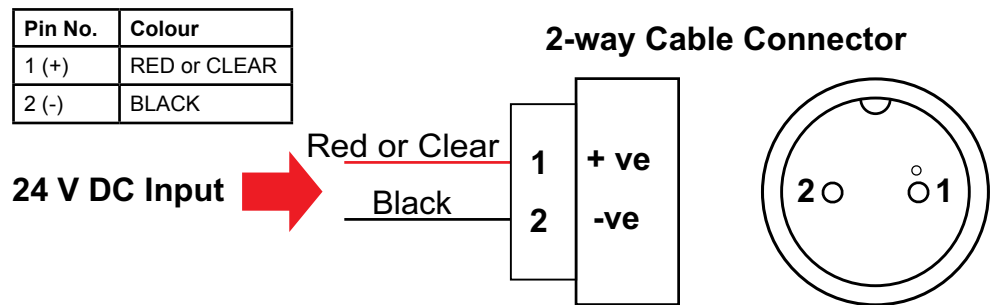 Pin No. Colour
1 (+) RED or CLEAR
2 (-) BLACK
2-way Cable Connector
Red or Clear 1 + ve
24 V DC Input
Black 2 -ve
2 1